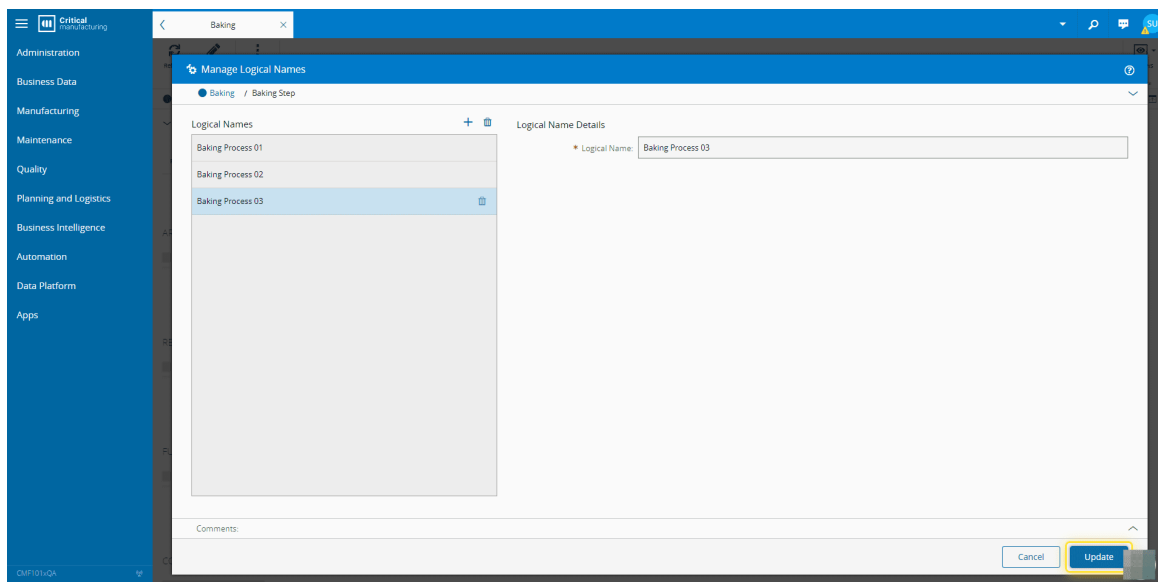 Critical
manufacturing
Baking
SU
Administration
Business Data
Manufacturing
Maintenance
Quality
Planning and Logistics
Business Intelligence
Automation
Data Platform
Apps
Manage Logical Names
Baking / Baking Step
Logical Names
Baking Process 01
Baking Process 02
Baking Process 03
Logical Name Details
* Logical Name: Baking Process 03
Comments:
Cancel
Update
CMF101xQA